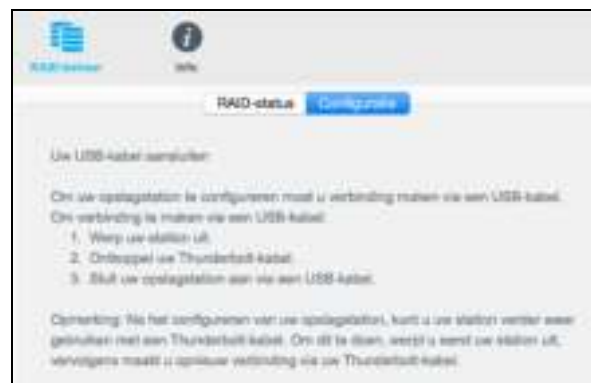 RAID-beheer
Info
RAID-status Configuratie
Uw USB-kabel aansluiten:
Om uw opslagstation te configureren moet u verbinding maken via een USB-kabel.
Om verbinding te maken via een USB-kabel:
1. Werp uw station uit.
2. Ontkoppel uw Thunderbolt-kabel.
3. Sluit uw opslagstation aan via een USB-kabel.
Opmerking: Na het configureren van uw opslagstation, kunt u uw station verder weer
gebruiken met een Thunderbolt-kabel. Om dit te doen, werpt u eerst uw station uit,
vervolgens maakt u opnieuw verbinding via uw Thunderbolt-kabel.